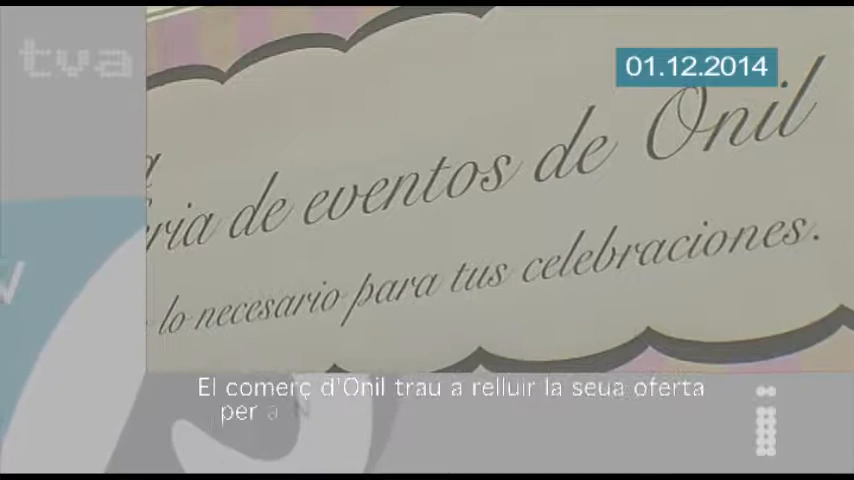 tva
01.12.2014
ria de eventos de Onil
lo necesario para tus celebraciones.
El comerç d'Onil trau a relluir la seua oferta
per a N